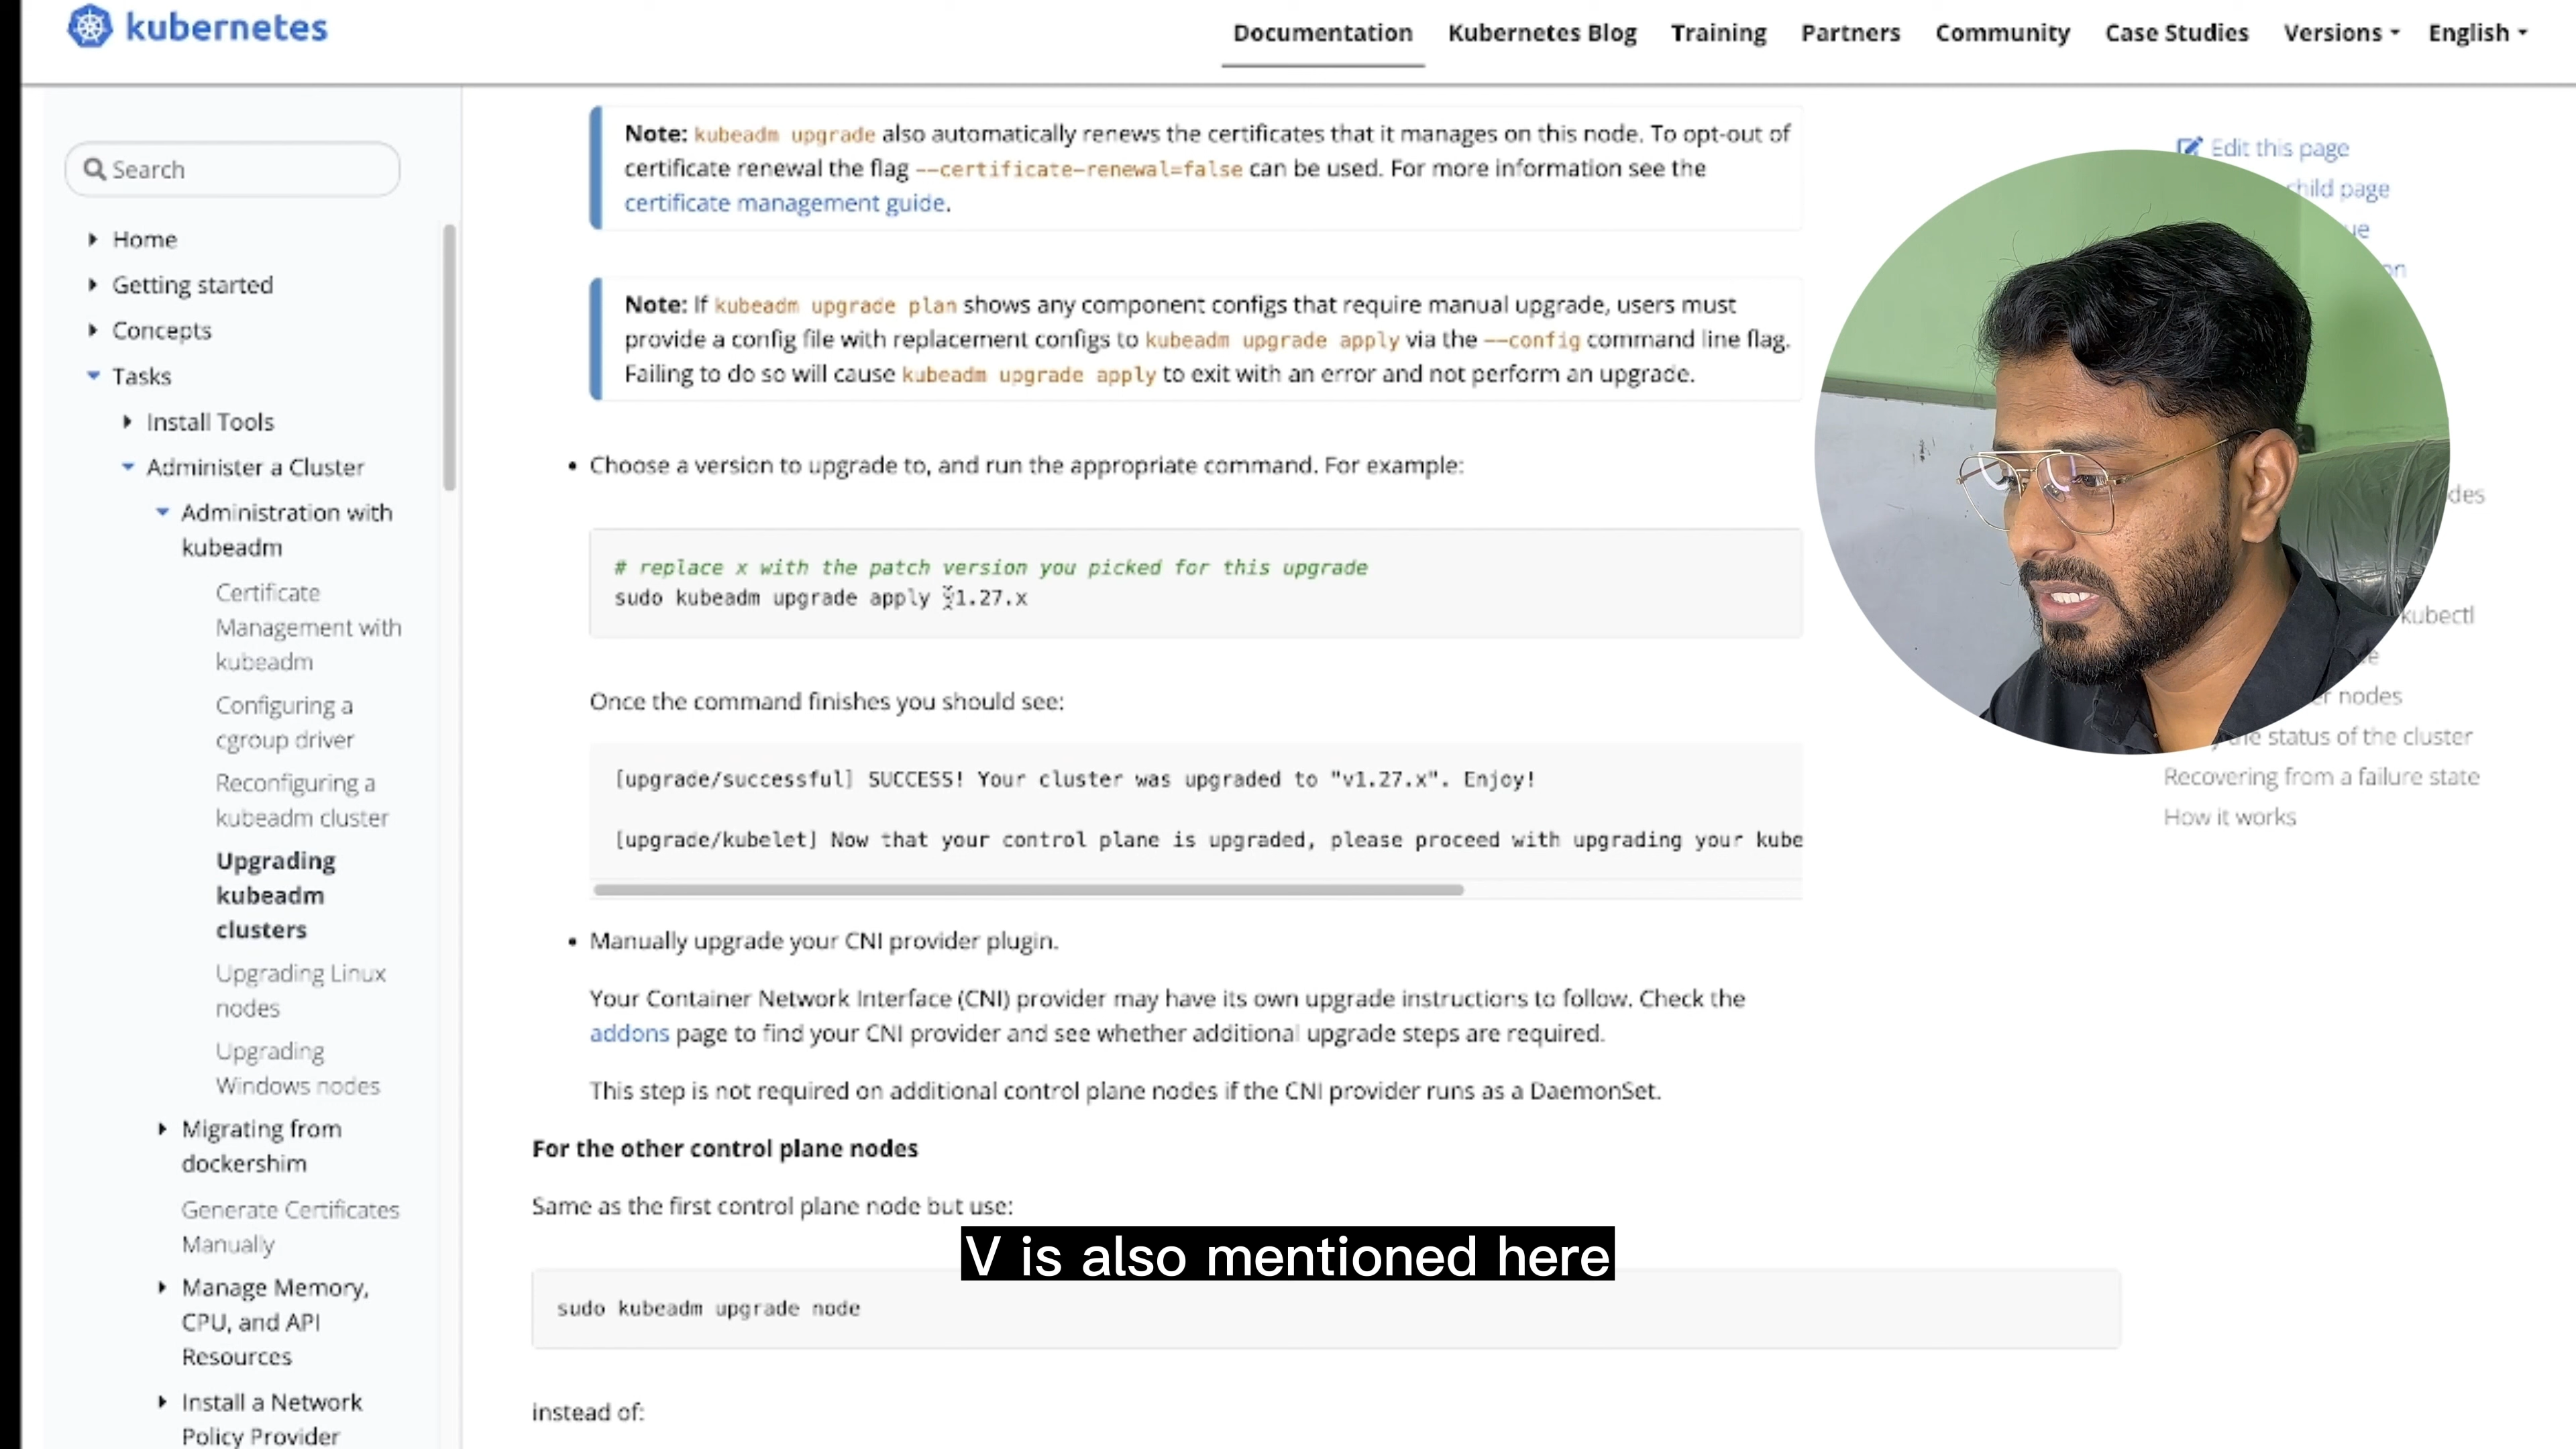 kubernetes
Documentation
Kubernetes Blog
Training
Partners
Community
Case Studies
Versions
English
Search
Home
Getting started
Concepts
Tasks
Install Tools
Administer a Cluster
Administration with
kubeadm
Certificate
Management with
kubeadm
Configuring a
cgroup driver
Reconfiguring a
kubeadm cluster
Upgrading
kubeadm
clusters
Upgrading Linux
nodes
Upgrading
Windows nodes
Migrating from
dockershim
Generate Certificates
Manually
Manage Memory,
CPU, and API
Resources
Install a Network
Policy Provider
Note: kubeadm upgrade also automatically renews the certificates that it manages on this node. To opt-out of
certificate renewal the flag --certificate-renewal=false can be used. For more information see the
certificate management guide.
Note: If kubeadm upgrade plan shows any component configs that require manual upgrade, users must
provide a config file with replacement configs to kubeadm upgrade apply via the --config command line flag.
Failing to do so will cause kubeadm upgrade apply to exit with an error and not perform an upgrade.
• Choose a version to upgrade to, and run the appropriate command. For example:
# replace x with the patch version you picked for this upgrade
sudo kubeadm upgrade apply v1.27.x
Once the command finishes you should see:
[upgrade/successful] SUCCESS! Your cluster was upgraded to "v1.27.x". Enjoy!
[upgrade/kubelet] Now that your control plane is upgraded, please proceed with upgrading your kube
• Manually upgrade your CNI provider plugin.
Your Container Network Interface (CNI) provider may have its own upgrade instructions to follow. Check the
addons page to find your CNI provider and see whether additional upgrade steps are required.
This step is not required on additional control plane nodes if the CNI provider runs as a DaemonSet.
For the other control plane nodes
Same as the first control plane node but use:
V is also mentioned here
sudo kubeadm upgrade node
instead of:
Edit this page
child page
kubectl
nodes
the status of the cluster
Recovering from a failure state
How it works